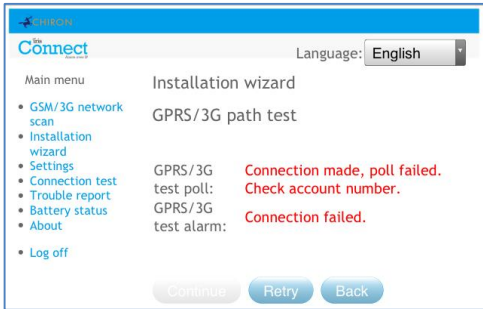 CHIRON
iris
Connect
Language: English
Main menu
Installation wizard
GSM/3G network
scan
GPRS/3G path test
Installation
wizard
Settings
Connection test
Trouble report
Battery status
About
Log off
GPRS/3G
test poll:
Connection made, poll failed.
Check account number.
GPRS/3G
test alarm:
Connection failed.
Continue Retry Back